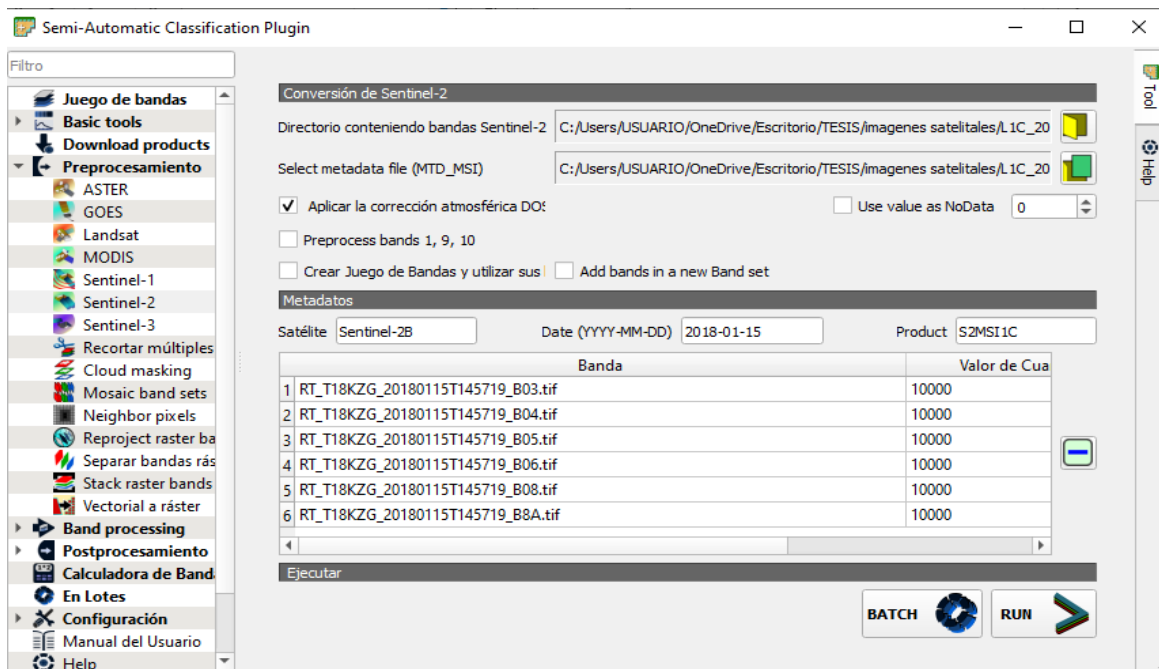 Semi-Automatic Classification Plugin
Filtro
Juego de bandas
Basic tools
Download products
Preprocesamiento
ASTER
GOES
Landsat
MODIS
Sentinel-1
Sentinel-2
Sentinel-3
Recortar múltiples
Cloud masking
Mosaic band sets
Neighbor pixels
Reproject raster ba
Separar bandas rás
Stack raster bands
Vectorial a ráster
Band processing
Postprocesamiento
Calculadora de Band
En Lotes
Configuración
Manual del Usuario
Help
Conversión de Sentinel-2
Directorio conteniendo bandas Sentinel-2 C:/Users/USUARIO/OneDrive/Escritorio/TESIS/imagenes satelitales/L1C_20
Select metadata file (MTD_MSI) C:/Users/USUARIO/OneDrive/Escritorio/TESIS/imagenes satelitales/L1C_20
Aplicar la corrección atmosférica DOS Use value as NoData 0
Preprocess bands 1, 9, 10
Crear Juego de Bandas y utilizar sus Add bands in a new Band set
Metadatos
Satélite Sentinel-2B Date (YYYY-MM-DD) 2018-01-15 Product S2MSI1C
Banda Valor de Cua
1 RT_T18KZG_20180115T145719_B03.tif 10000
2 RT_T18KZG_20180115T145719_B04.tif 10000
3 RT_T18KZG_20180115T145719_B05.tif 10000
4 RT_T18KZG_20180115T145719_B06.tif 10000
5 RT_T18KZG_20180115T145719_B08.tif 10000
6 RT_T18KZG_20180115T145719_B8A.tif 10000
Ejecutar
BATCH RUN
Tool
Help